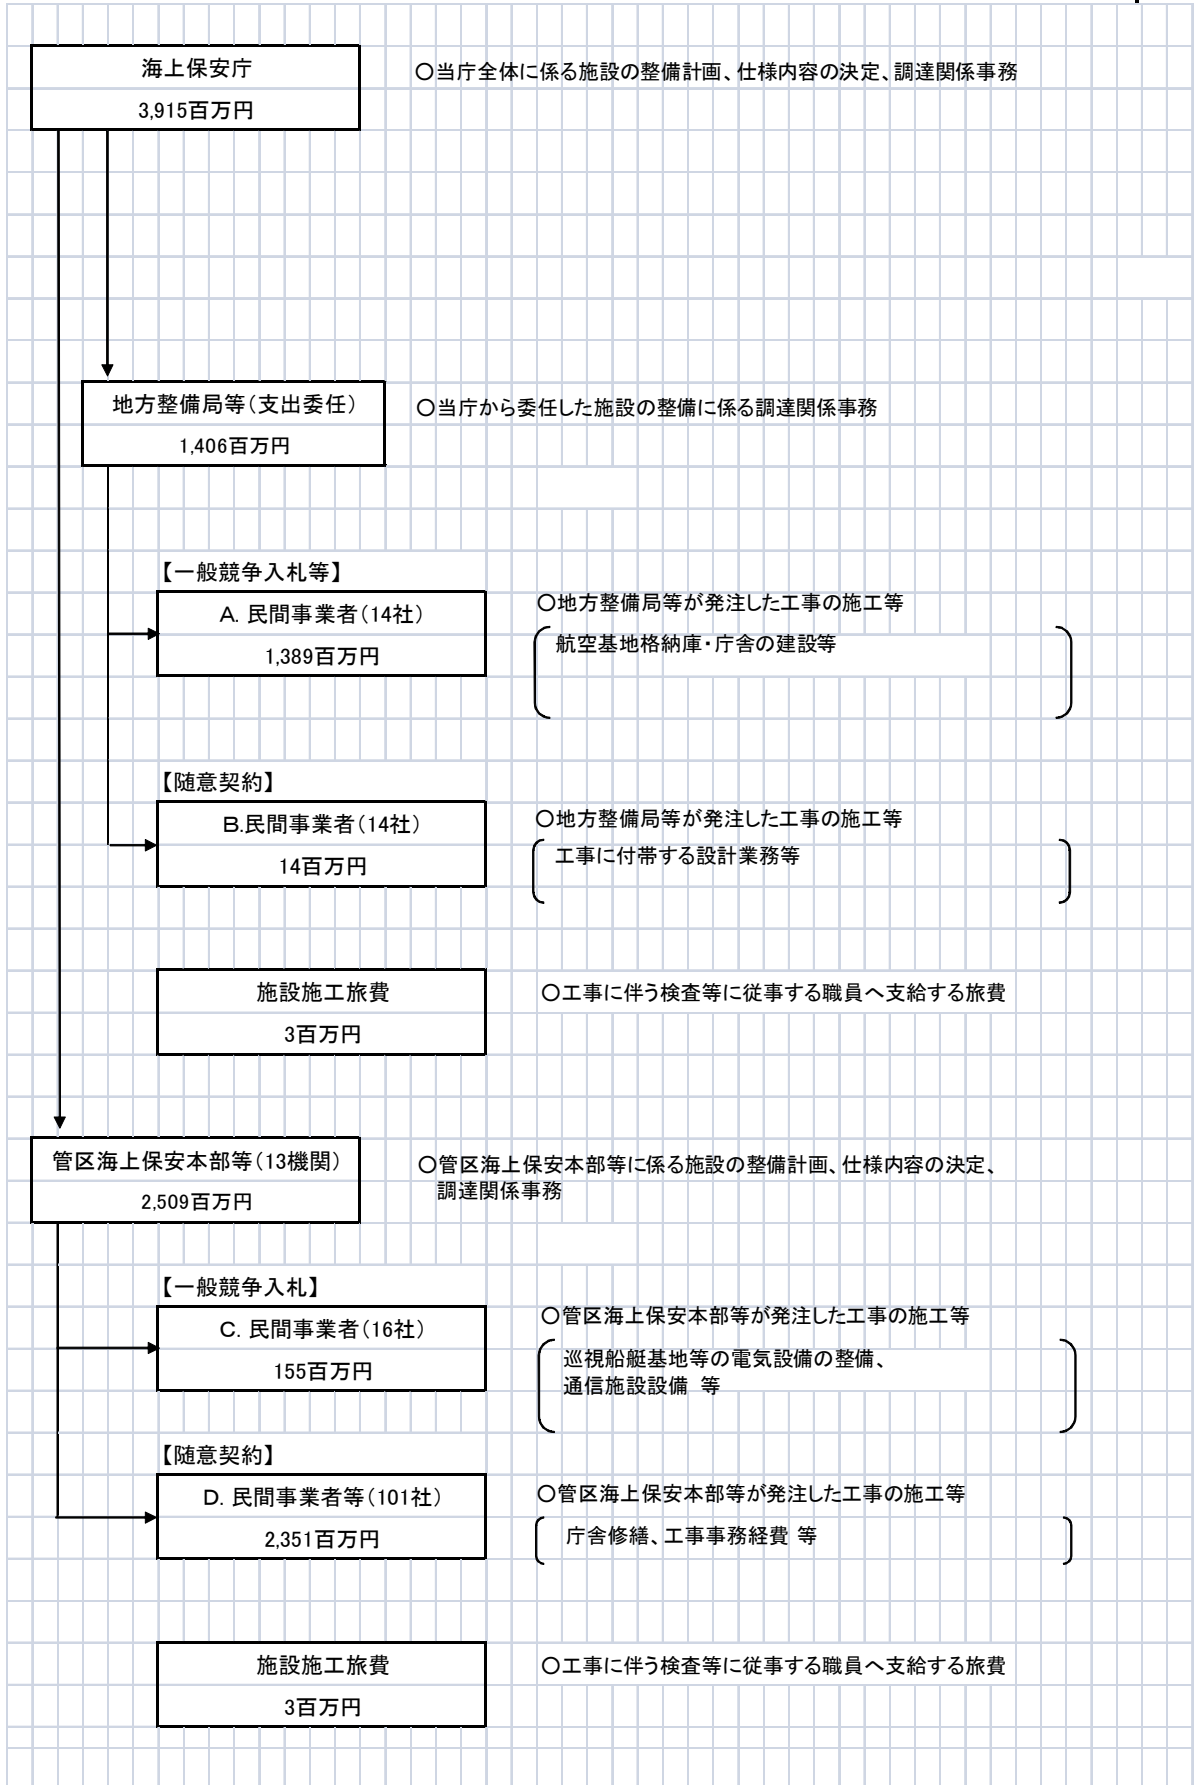 海上保安庁
3,915百万円
○当庁全体に係る施設の整備計画、仕様内容の決定、調達関係事務
地方整備局等(支出委任)
1,406百万円
○当庁から委任した施設の整備に係る調達関係事務
【一般競争入札等】
A. 民間事業者(14社)
1,389百万円
○地方整備局等が発注した工事の施工等
航空基地格納庫・庁舎の建設等
【随意契約】
B.民間事業者(14社)
14百万円
○地方整備局等が発注した工事の施工等
工事に付帯する設計業務等
施設施工旅費
3百万円
○工事に伴う検査等に従事する職員へ支給する旅費
管区海上保安本部等(13機関)
2,509百万円
○管区海上保安本部等に係る施設の整備計画、仕様内容の決定、
調達関係事務
【一般競争入札】
C. 民間事業者(16社)
155百万円
○管区海上保安本部等が発注した工事の施工等
巡視船艇基地等の電気設備の整備、
通信施設設備 等
【随意契約】
D. 民間事業者等(101社)
2,351百万円
○管区海上保安本部等が発注した工事の施工等
庁舎修繕、工事事務経費 等
施設施工旅費
3百万円
○工事に伴う検査等に従事する職員へ支給する旅費